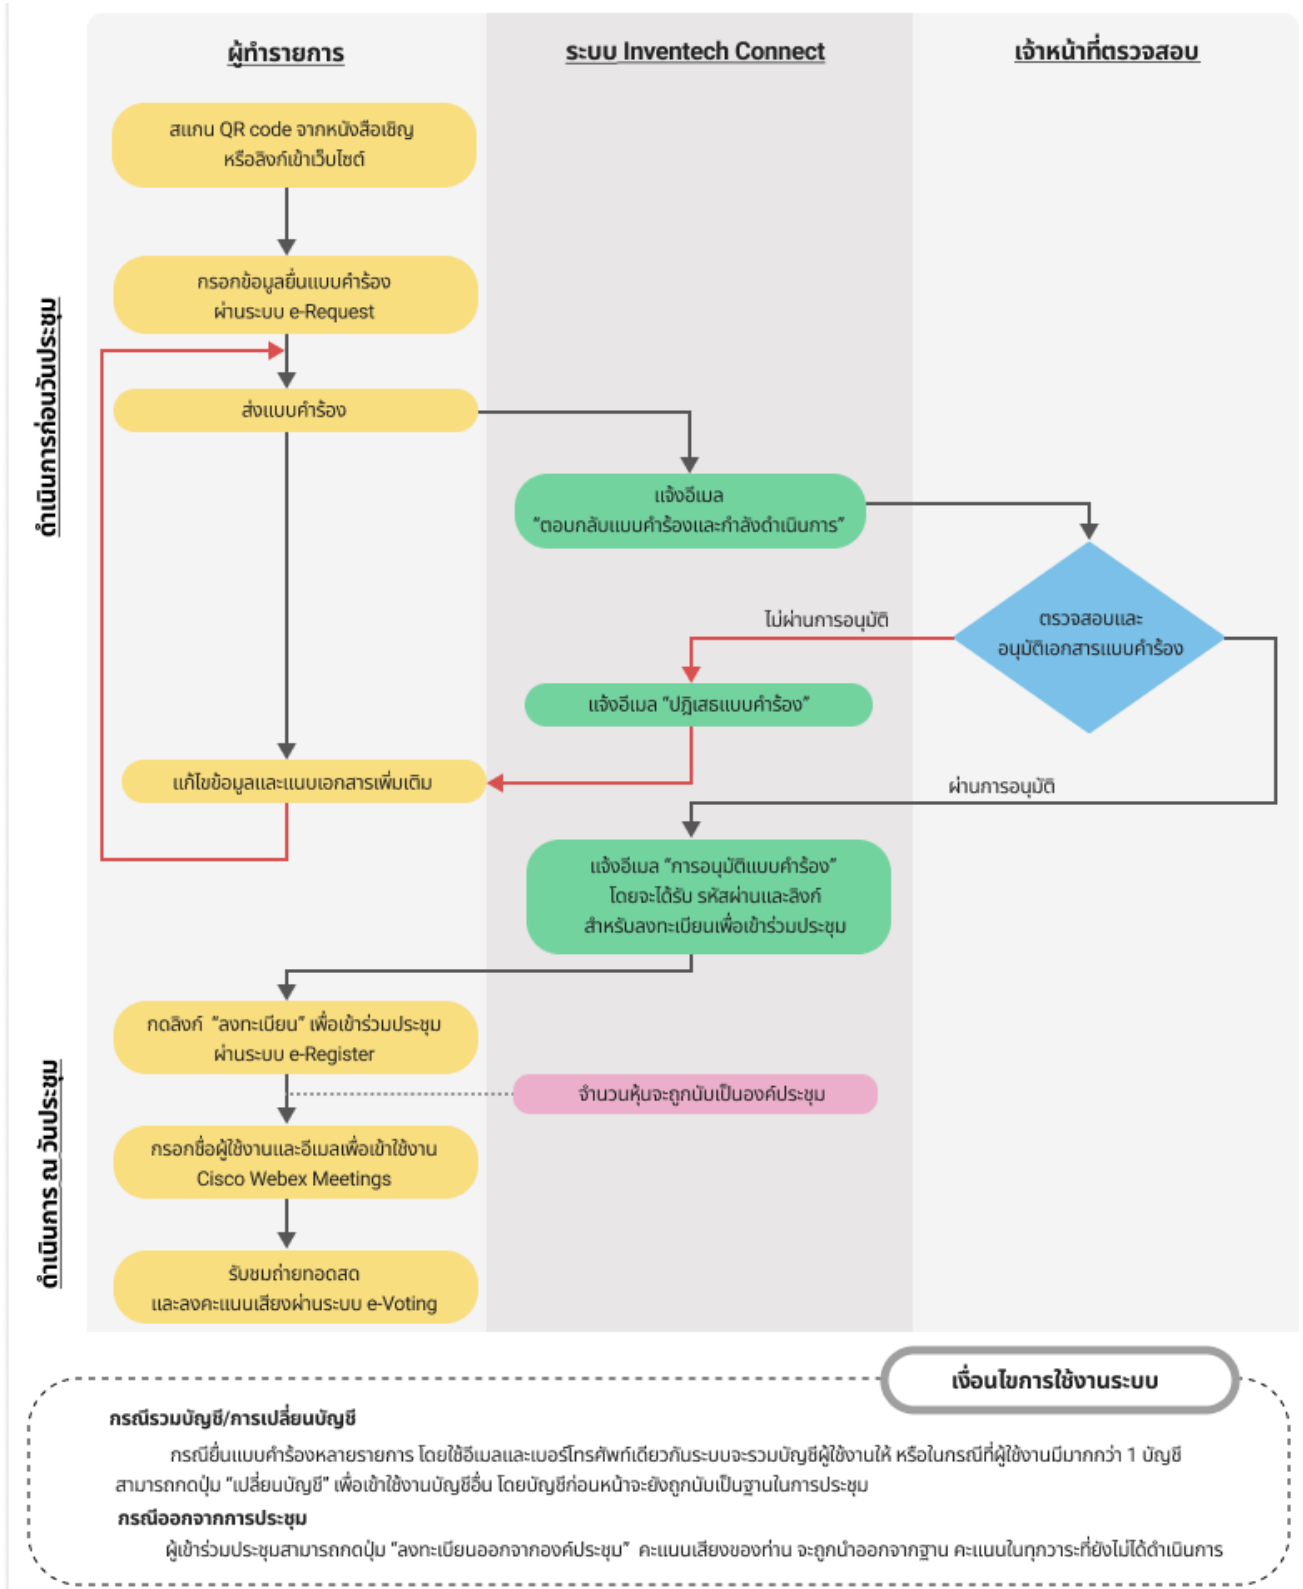 ผู้ทำรายการ
ระบบ Inventech Connect
เจ้าหน้าที่ตรวจสอบ
ดำเนินการก่อนวันประชุม
สแกน QR code จากหนังสือเชิญ
หรือลิงก์เข้าเว็บไซต์
กรอกข้อมูลยื่นแบบคำร้อง
ผ่านระบบ e-Request
ส่งแบบคำร้อง
แจ้งอีเมล
“ตอบกลับแบบคำร้องและกำลังดำเนินการ”
ตรวจสอบและ
อนุมัติเอกสารแบบคำร้อง
ไม่ผ่านการอนุมัติ
แจ้งอีเมล “ปฎิเสธแบบคำร้อง”
แก้ไขข้อมูลและแนบเอกสารเพิ่มเติม
ผ่านการอนุมัติ
แจ้งอีเมล “การอนุมัติแบบคำร้อง”
โดยจะได้รับ รหัสผ่านและลิงก์
สำหรับลงทะเบียนเพื่อเข้าร่วมประชุม
ดำเนินการ ณ วันประชุม
กดลิงก์ “ลงทะเบียน” เพื่อเข้าร่วมประชุม
ผ่านระบบ e-Register
จำนวนหุ้นจะถูกนับเป็นองค์ประชุม
กรอกชื่อผู้ใช้งานและอีเมลเพื่อเข้าใช้งาน
Cisco Webex Meetings
รับชมถ่ายทอดสด
และลงคะแนนเสียงผ่านระบบ e-Voting
เงื่อนไขการใช้งานระบบ
กรณีรวมบัญชี/การเปลี่ยนบัญชี
กรณียื่นแบบคำร้องหลายรายการ โดยใช้อีเมลและเบอร์โทรศัพท์เดียวกันระบบจะรวมบัญชีผู้ใช้งานให้ หรือในกรณีที่ผู้ใช้งานมีมากกว่า 1 บัญชี
สามารถกดปุ่ม “เปลี่ยนบัญชี” เพื่อเข้าใช้งานบัญชีอื่น โดยบัญชีก่อนหน้าจะยังถูกนับเป็นฐานในการประชุม
กรณีออกจากการประชุม
ผู้เข้าร่วมประชุมสามารถกดปุ่ม “ลงทะเบียนออกจากองค์ประชุม” คะแนนเสียงของท่าน จะถูกนำออกจากฐาน คะแนนในทุกวาระที่ยังไม่ได้ดำเนินการ